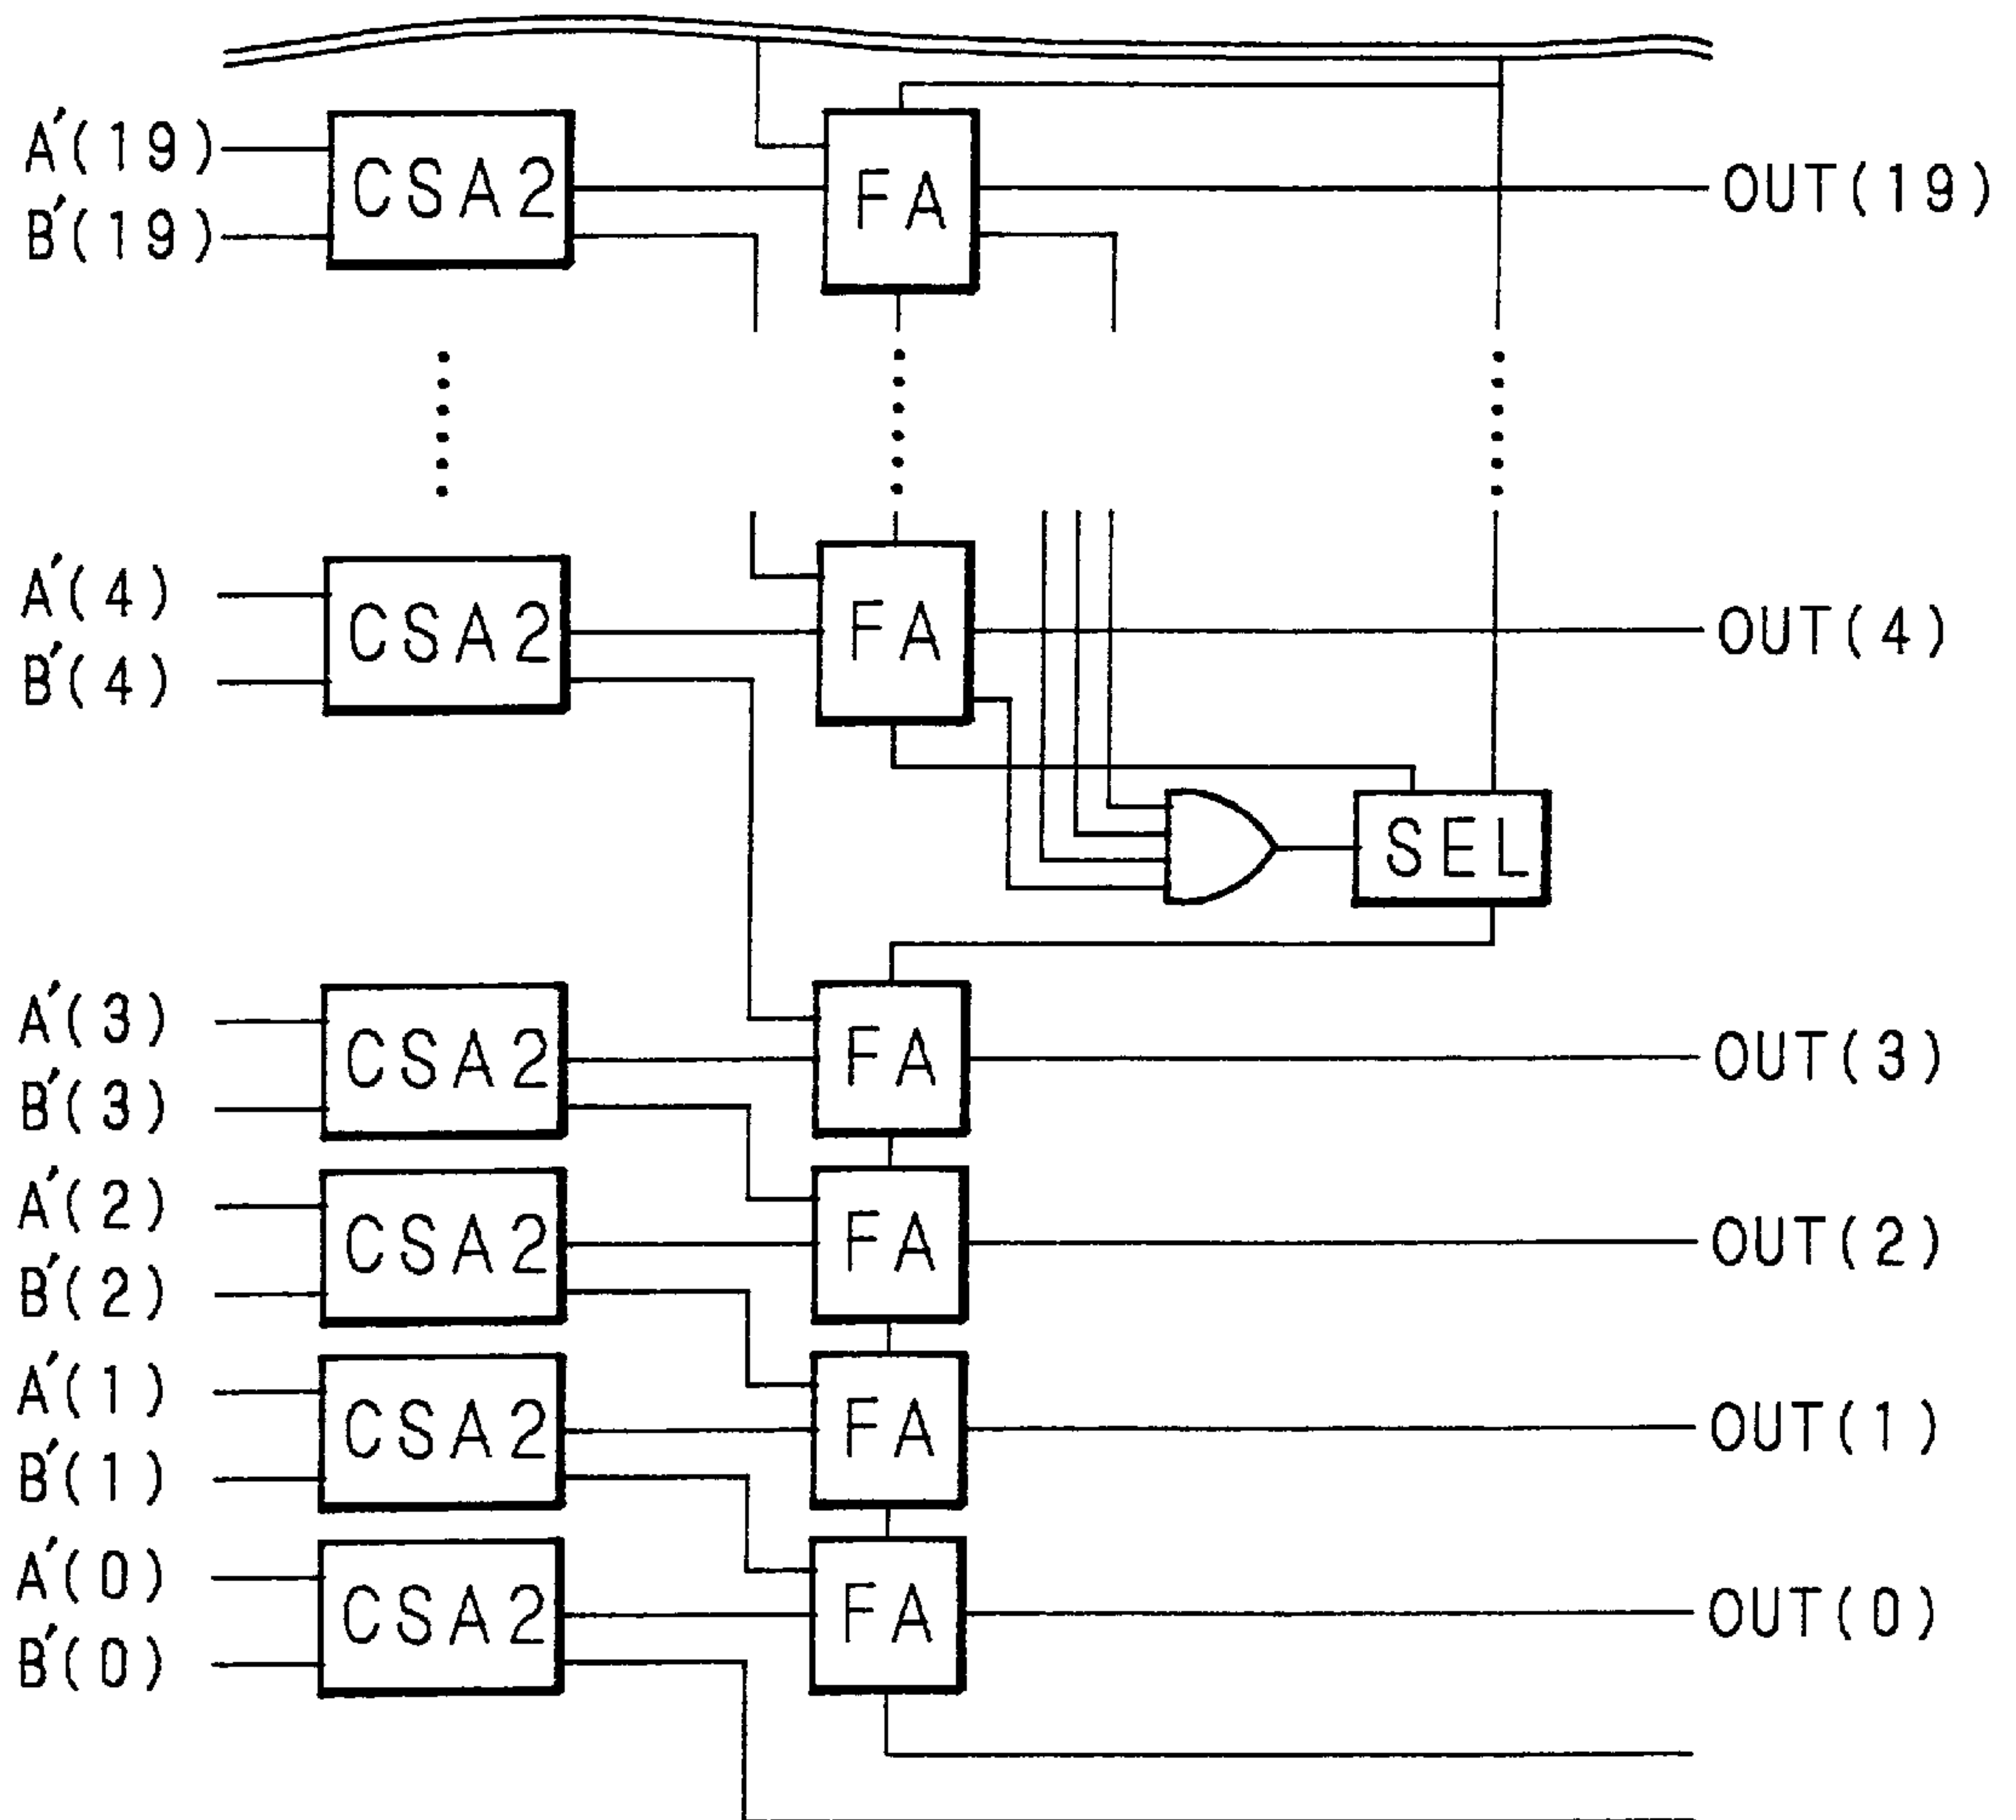 A′(19)
B′(19)
CSA2
FA
OUT(19)
A′(4)
B′(4)
CSA2
FA
OUT(4)
SEL
A′(3)
B′(3)
CSA2
FA
OUT(3)
A′(2)
B′(2)
CSA2
FA
OUT(2)
A′(1)
B′(1)
CSA2
FA
OUT(1)
A′(0)
B′(0)
CSA2
FA
OUT(0)